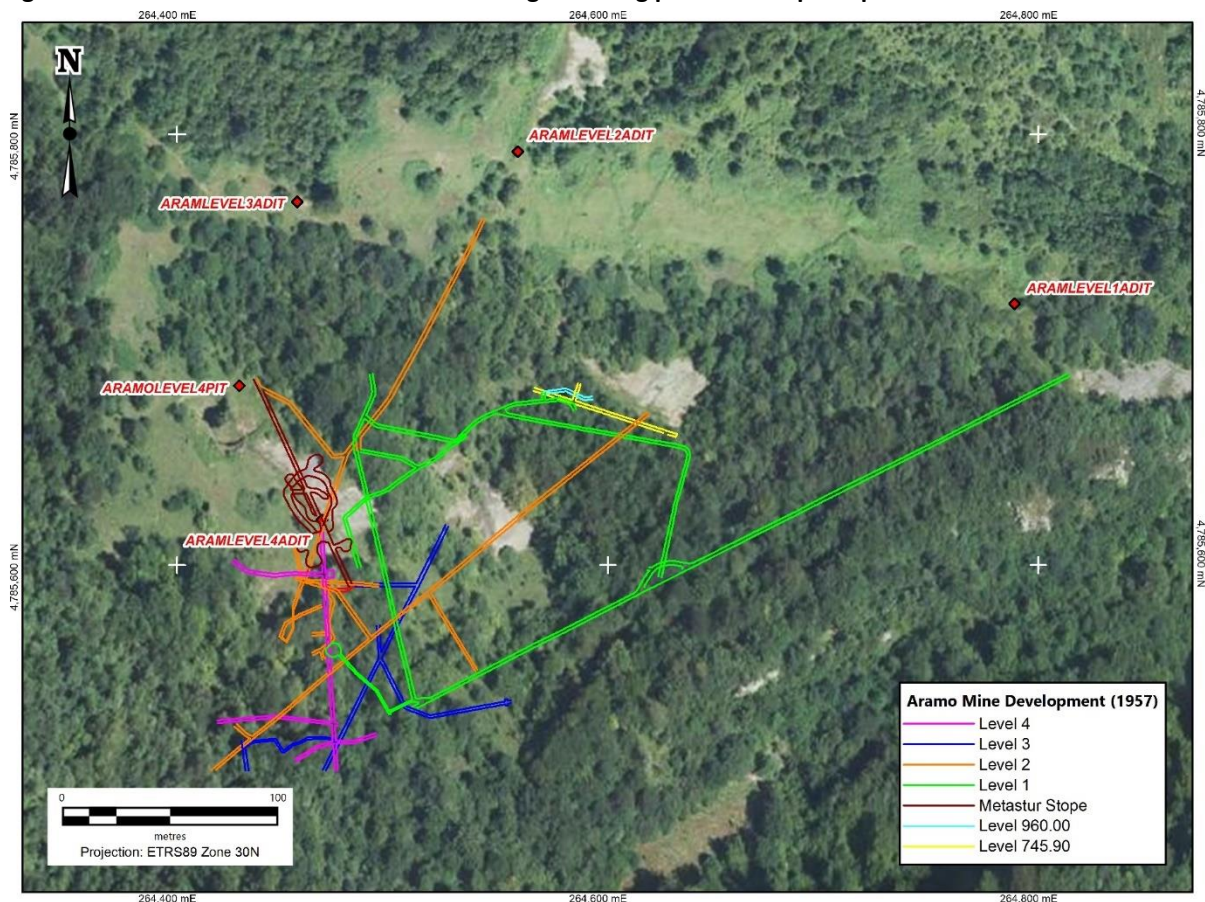 264,400 mE
264,600 mE
264,800 mE
N
4,785,800 mN
4,785,800 mN
ARAMLEVEL2ADIT
ARAMLEVEL3ADIT
ARAMLEVEL1ADIT
ARAMOLEVEL4PIT
ARAMLEVEL4ADIT
4,785,600 mN
4,785,600 mN
Aramo Mine Development (1957)
Level 4
Level 3
Level 2
Level 1
Metastur Stope
Level 960.00
Level 745.90
0
100
metres
Projection: ETRS89 Zone 30N
264,400 mE
264,600 mE
264,800 mE